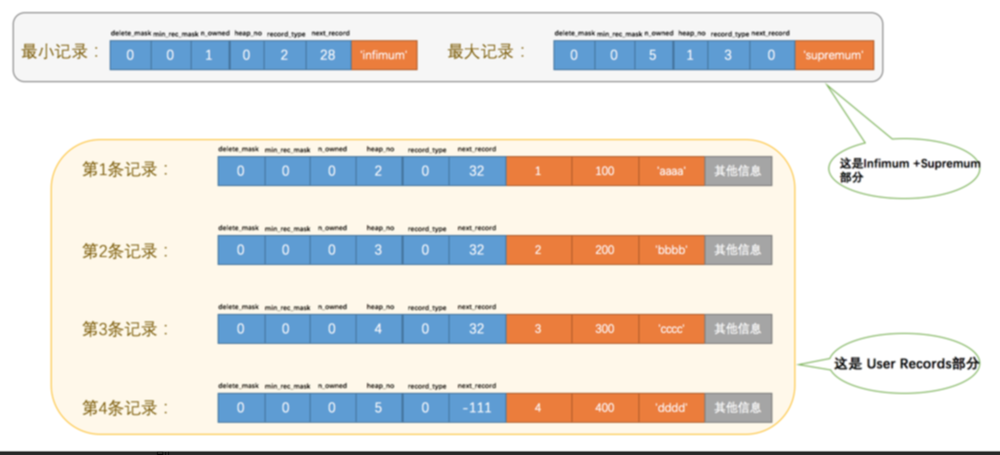 delete_mask min_rec_mask n_owned heap_no record_type next_record
最小记录： 0 0 1 0 2 28 'infimum'
delete_mask min_rec_mask n_owned heap_no record_type next_record
最大记录： 0 0 5 1 3 0 'supremum'
这是Infimum +Supremum
部分
delete_mask min_rec_mask n_owned heap_no record_type next_record
第1条记录： 0 0 0 2 0 32 1 100 'aaaa' 其他信息
delete_mask min_rec_mask n_owned heap_no record_type next_record
第2条记录： 0 0 0 3 0 32 2 200 'bbbb' 其他信息
delete_mask min_rec_mask n_owned heap_no record_type next_record
第3条记录： 0 0 0 4 0 32 3 300 'cccc' 其他信息
这是 User Records部分
delete_mask min_rec_mask n_owned heap_no record_type next_record
第4条记录： 0 0 0 5 0 -111 4 400 'dddd' 其他信息